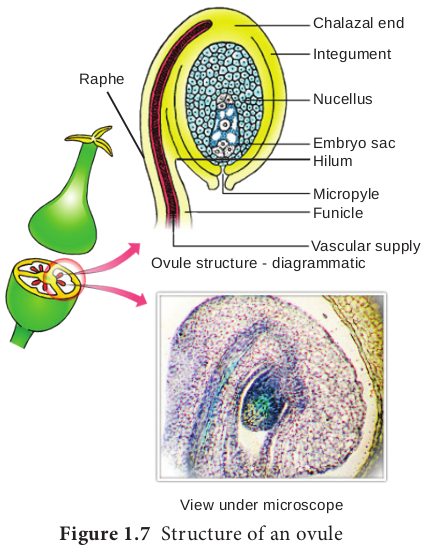 Chalazal end
Integument
Raphe
Nucellus
Embryo sac
Hilum
Micropyle
Funicle
Vascular supply
Ovule structure - diagrammatic
View under microscope
Figure 1.7 Structure of an ovule